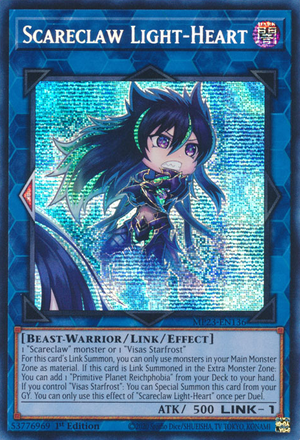 SCARECLAW LIGHT-HEART
MP23-EN136
[BEAST-WARRIOR/LINK/EFFECT]
1 "Scareclaw" monster or 1 "Visas Starfrost"
For this card's Link Summon, you can only use monsters in your Main Monster
Zone as material. If this card is Link Summoned in the Extra Monster Zone:
You can add 1 "Primitive Planet Reichphobia" from your Deck to your hand.
If you control "Visas Starfrost": You can Special Summon this card from your
GY. You can only use this effect of "Scareclaw Light-Heart" once per Duel.
ATK/1500 LINK-1
53776969 1st Edition